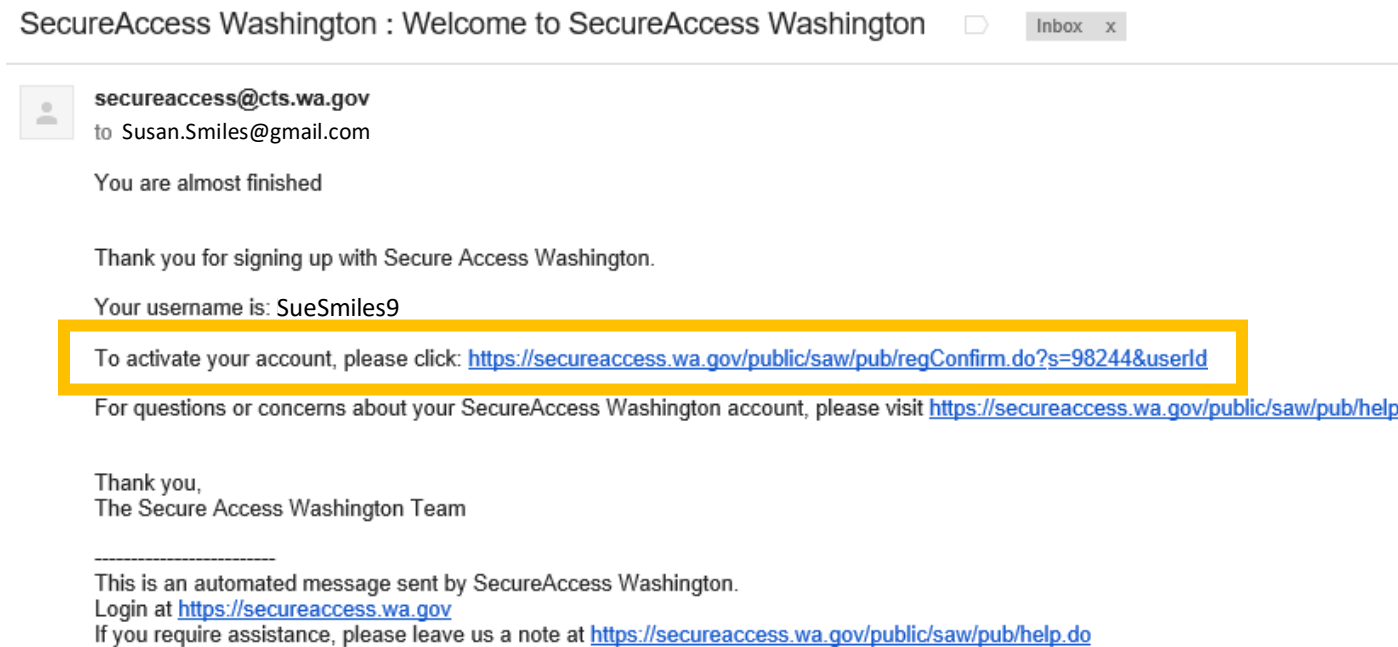 SecureAccess Washington : Welcome to SecureAccess Washington Inbox x
secureaccess@cts.wa.gov
to Susan.Smiles@gmail.com
You are almost finished
Thank you for signing up with Secure Access Washington.
Your username is: SueSmiles9
To activate your account, please click: https://secureaccess.wa.gov/public/saw/pub/regConfirm.do?s=98244&userId
For questions or concerns about your SecureAccess Washington account, please visit https://secureaccess.wa.gov/public/saw/pub/help
Thank you,
The Secure Access Washington Team
-------------------------
This is an automated message sent by SecureAccess Washington.
Login at https://secureaccess.wa.gov
If you require assistance, please leave us a note at https://secureaccess.wa.gov/public/saw/pub/help.do